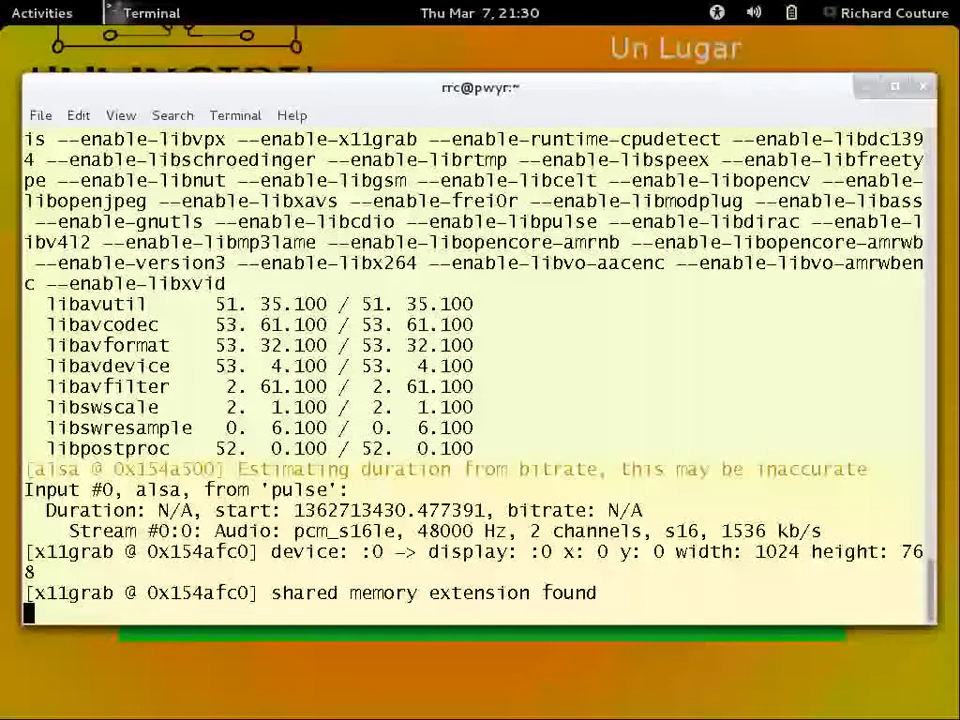 Activities Terminal Thu Mar 7, 21:30 Richard Couture
Un Lugar
rrc@pwyr:~
File Edit View Search Terminal Help
is --enable-libvpx --enable-x11grab --enable-runtime-cpudetect --enable-libdc139
4 --enable-libschroedinger --enable-librtmp --enable-libspeex --enable-libfreety
pe --enable-libnut --enable-libgsm --enable-libcelt --enable-libopencv --enable-
libopenjpeg --enable-libxavs --enable-frei0r --enable-libmodplug --enable-libass
--enable-gnutls --enable-libcdio --enable-libpulse --enable-libdirac --enable-l
ibv4l2 --enable-libmp3lame --enable-libopencore-amrnb --enable-libopencore-amrwb
--enable-version3 --enable-libx264 --enable-libvo-aacenc --enable-libvo-amrwben
c --enable-libxvid
libavutil 51. 35.100 / 51. 35.100
libavcodec 53. 61.100 / 53. 61.100
libavformat 53. 32.100 / 53. 32.100
libavdevice 53. 4.100 / 53. 4.100
libavfilter 2. 61.100 / 2. 61.100
libswscale 2. 1.100 / 2. 1.100
libswresample 0. 6.100 / 0. 6.100
libpostproc 52. 0.100 / 52. 0.100
[alsa @ 0x154a500] Estimating duration from bitrate, this may be inaccurate
Input #0, alsa, from 'pulse':
Duration: N/A, start: 1362713430.477391, bitrate: N/A
Stream #0:0: Audio: pcm_s16le, 48000 Hz, 2 channels, s16, 1536 kb/s
[x11grab @ 0x154afc0] device: :0 -> display: :0 x: 0 y: 0 width: 1024 height: 76
8
[x11grab @ 0x154afc0] shared memory extension found